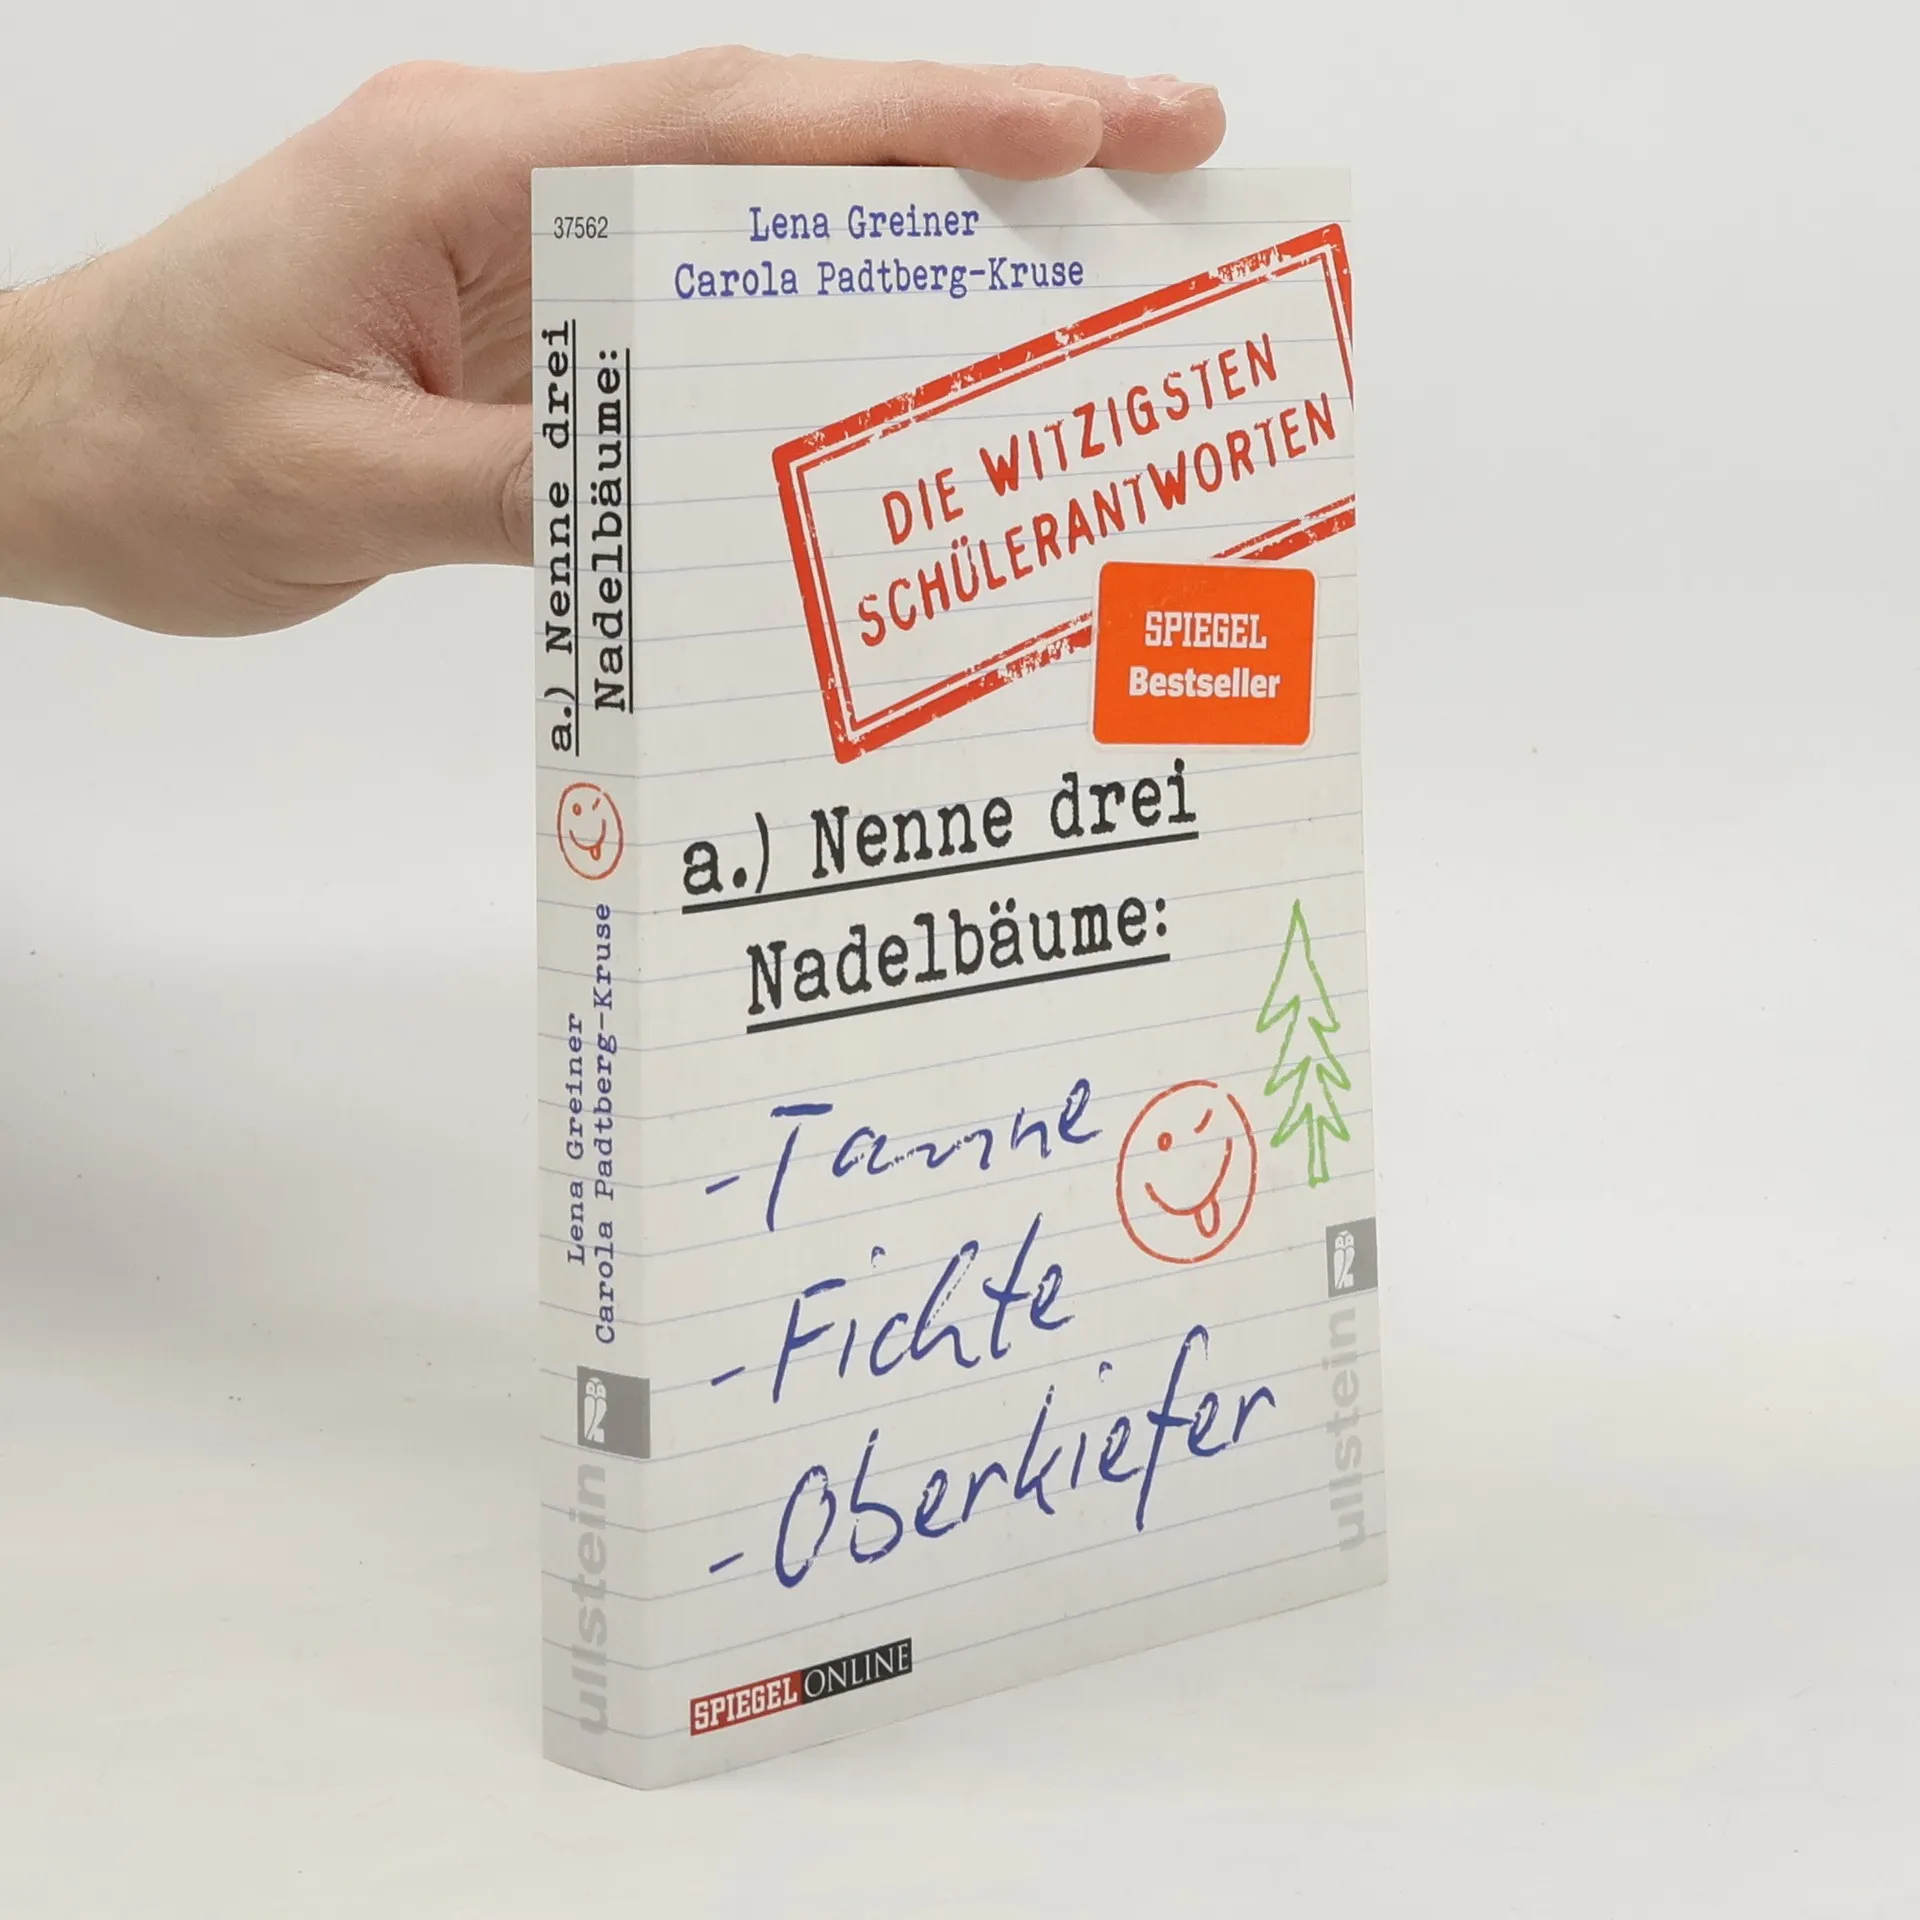 37562
a.) Nenne drei
Nadelbäume:
Lena Greiner
Carola Padtberg-Kruse
ullstein
Lena Greiner
Carola Padtberg-Kruse
DIE WITZIGSTEN
SCHÜLERANTWORTEN
SPIEGEL
Bestseller
a.) Nenne drei
Nadelbäume:
-Tanne
-Fichte
-Oberkiefer
ullstein
SPIEGEL ONLINE